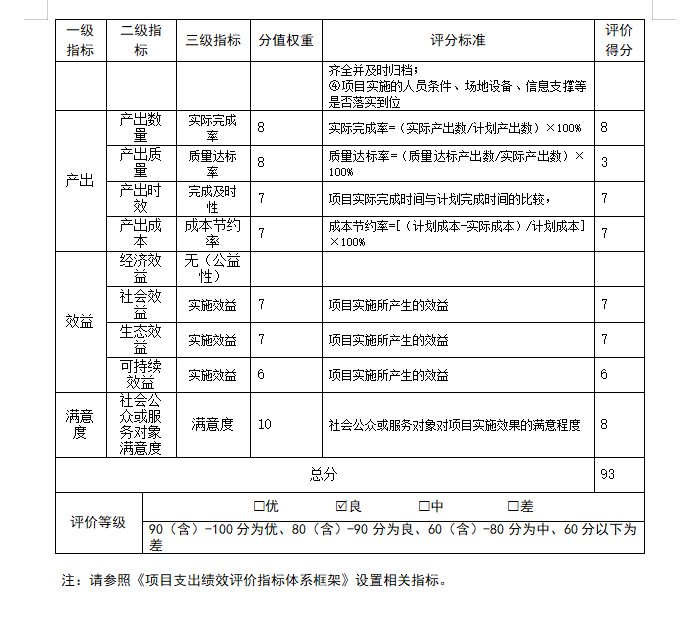 一级指标 二级指标 三级指标 分值权重 评分标准 评价得分
齐全并及时归档；
④项目实施的人员条件、场地设备、信息支撑等是否落实到位
产出 产出数量 实际完成率 8 实际完成率=（实际产出数/计划产出数）×100% 8
产出质量 质量达标率 8 质量达标率=（质量达标产出数/实际产出数）×100% 3
产出时效 完成及时性 7 项目实际完成时间与计划完成时间的比较， 7
产出成本 成本节约率 7 成本节约率=[（计划成本-实际成本）/计划成本]×100% 7
效益 经济效益 无（公益性）
社会效益 实施效益 7 项目实施所产生的效益 7
生态效益 实施效益 7 项目实施所产生的效益 7
可持续效益 实施效益 6 项目实施所产生的效益 6
满意度 社会公众或服务对象满意度 满意度 10 社会公众或服务对象对项目实施效果的满意程度 8
总分 93
评价等级 □优 ☑良 □中 □差
90（含）-100分为优、80（含）-90分为良、60（含）-80分为中、60分以下为差
注：请参照《项目支出绩效评价指标体系框架》设置相关指标。